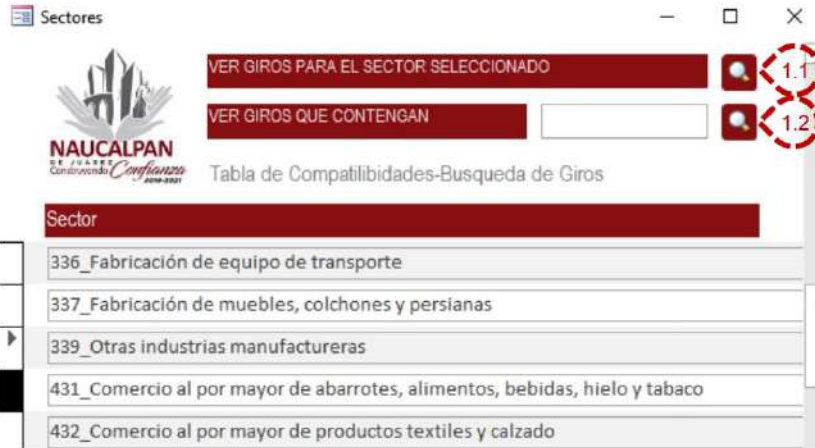 Sectores
VER GIROS PARA EL SECTOR SELECCIONADO
1.1
VER GIROS QUE CONTENGAN
1.2
NAUCALPAN
DE JUÁREZ
Construyendo Confianza
2019-2021
Tabla de Compatilibidades-Busqueda de Giros
Sector
336_Fabricación de equipo de transporte
337_Fabricación de muebles, colchones y persianas
339_Otras industrias manufactureras
431_Comercio al por mayor de abarrotes, alimentos, bebidas, hielo y tabaco
432_Comercio al por mayor de productos textiles y calzado